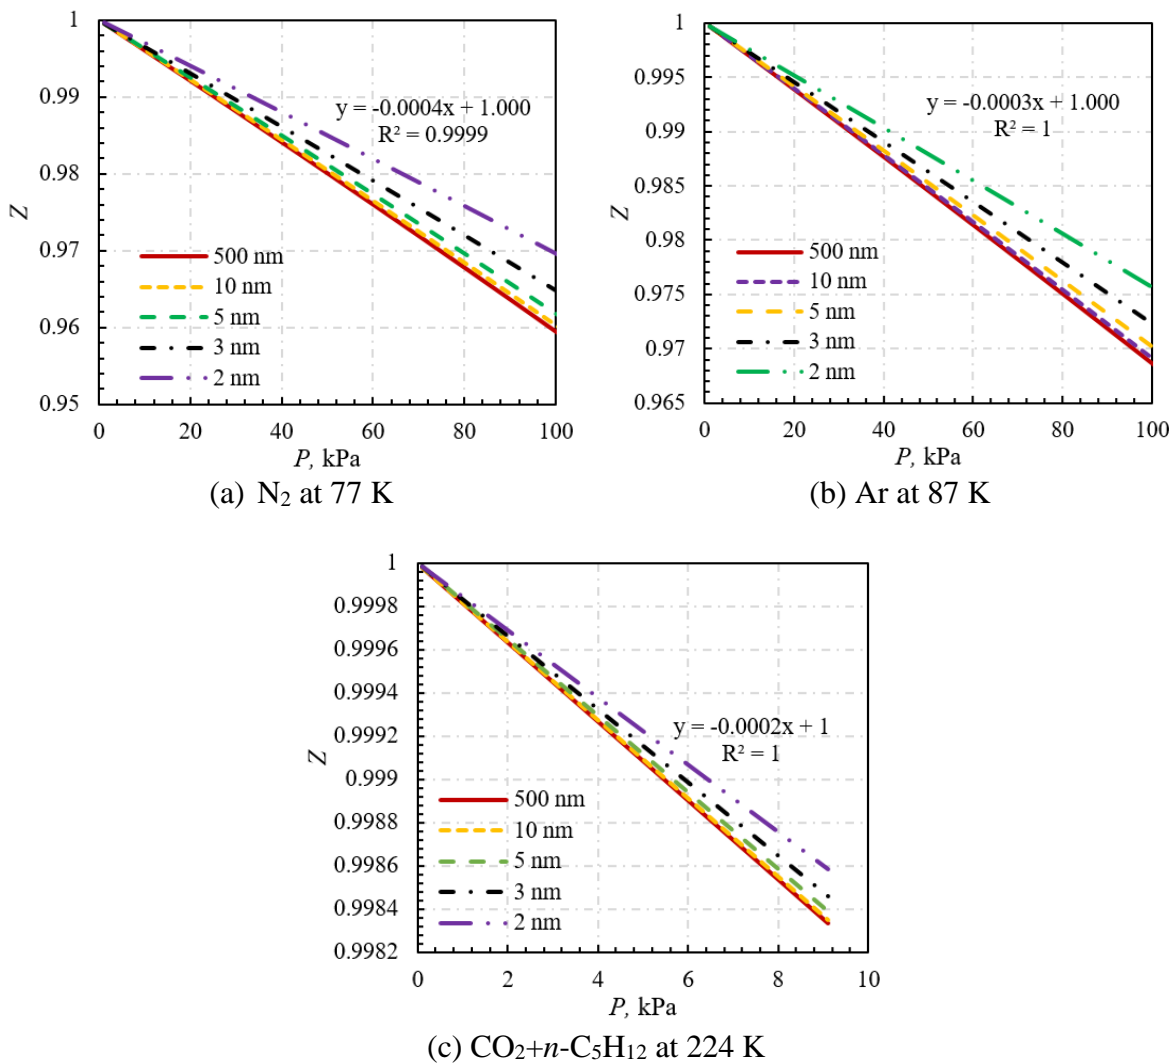 1
0.99
0.98
0.97
0.96
0.95
Z
y = -0.0004x + 1.000
R² = 0.9999
500 nm
10 nm
5 nm
3 nm
2 nm
0 20 40 60 80 100
P, kPa
(a) N₂ at 77 K
1
0.995
0.99
0.985
0.98
0.975
0.97
0.965
Z
y = -0.0003x + 1.000
R² = 1
500 nm
10 nm
5 nm
3 nm
2 nm
0 20 40 60 80 100
P, kPa
(b) Ar at 87 K
1
0.9998
0.9996
0.9994
0.9992
0.999
0.9988
0.9986
0.9984
0.9982
Z
y = -0.0002x + 1
R² = 1
500 nm
10 nm
5 nm
3 nm
2 nm
0 2 4 6 8 10
P, kPa
(c) CO₂+n-C₅H₁₂ at 224 K